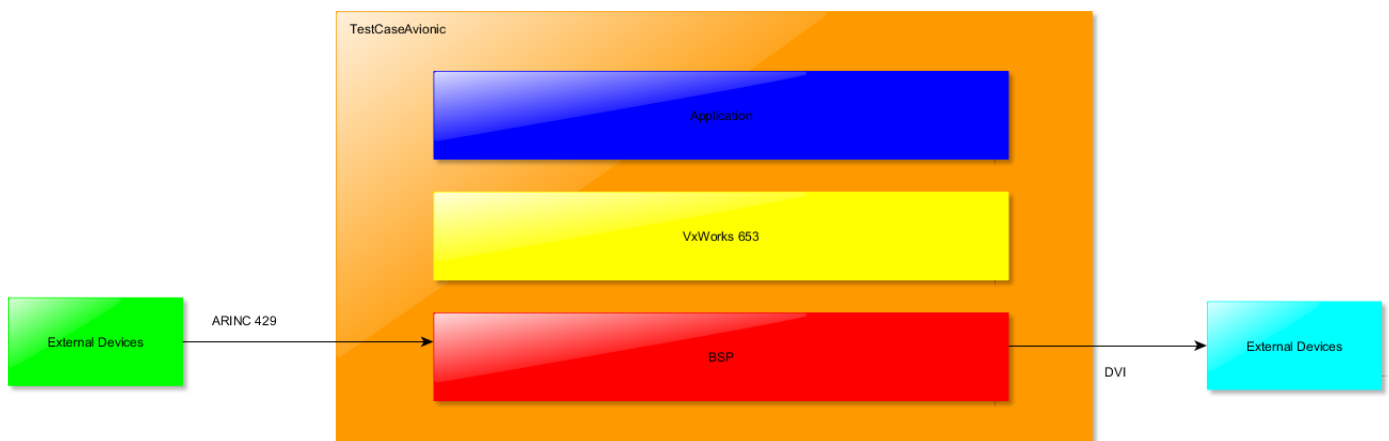 TestCaseAvionic
Application
VxWorks 653
External Devices
ARINC 429
BSP
DVI
External Devices